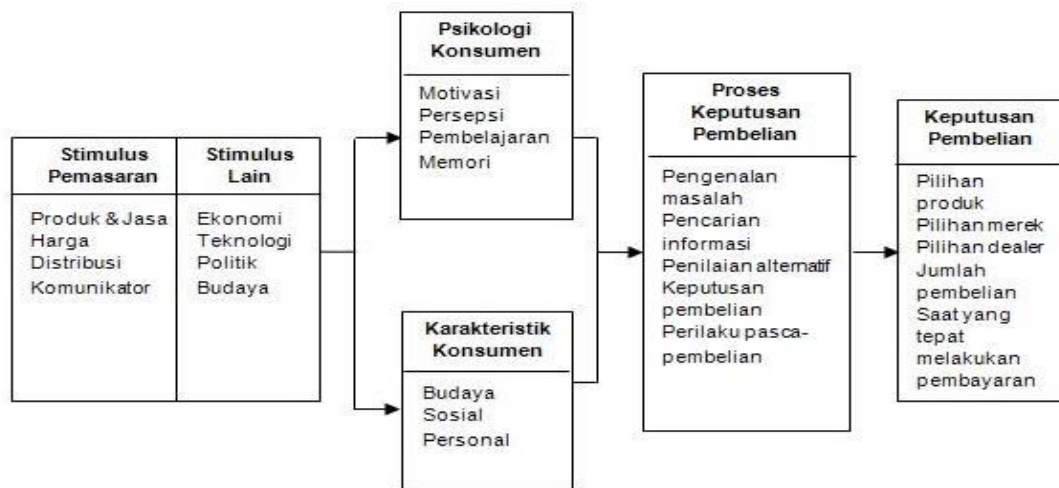 Stimulus
Pemasaran
Produk & Jasa
Harga
Distribusi
Komunikator
Stimulus
Lain
Ekonomi
Teknologi
Politik
Budaya
Psikologi
Konsumen
Motivasi
Persepsi
Pembelajaran
Memori
Karakteristik
Konsumen
Budaya
Sosial
Personal
Proses
Keputusan
Pembelian
Pengenalan
masalah
Pencarian
informasi
Penilaian alternatif
Keputusan
pembelian
Perilaku pasca-
pembelian
Keputusan
Pembelian
Pilihan
produk
Pilihan merek
Pilihan dealer
Jumlah
pembelian
Saat yang
tepat
melakukan
pembayaran